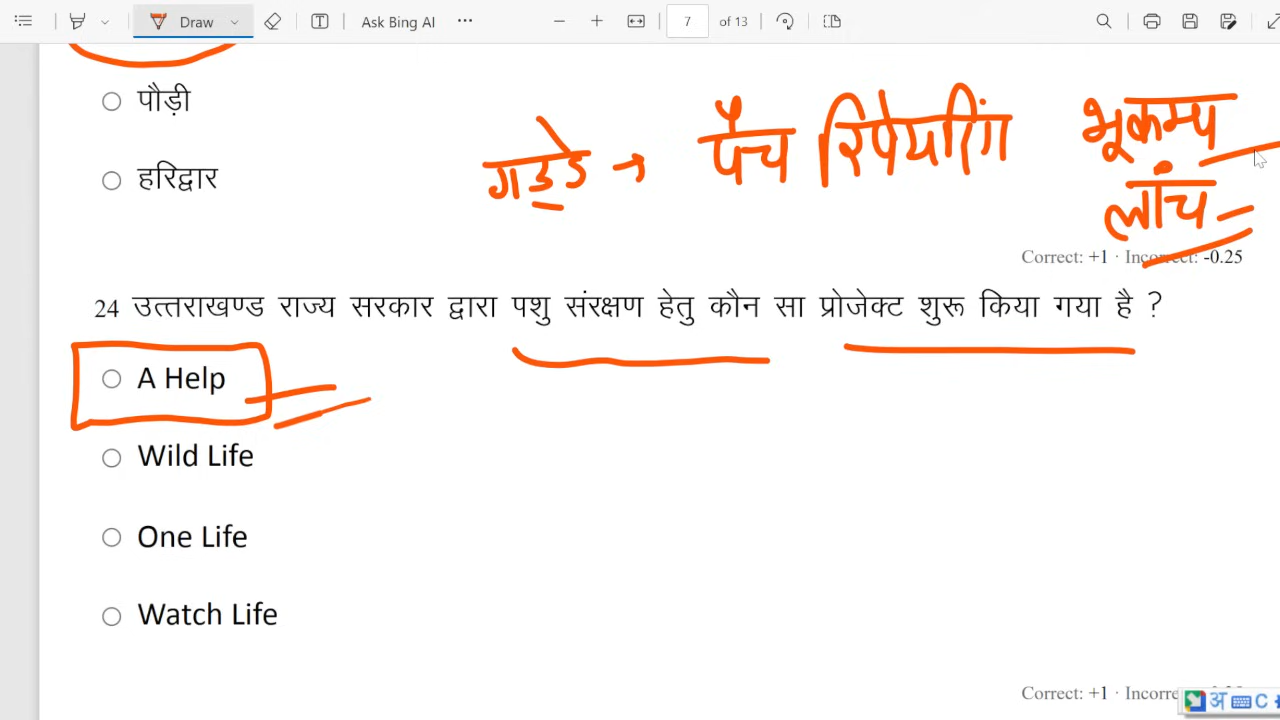 Draw
Ask Bing AI
7 of 13
पौड़ी
हरिद्वार
गडडे → पैच रिपेयरिंग
भूकम्प
लांच
Correct: +1 · Incorrect: -0.25
24 उत्तराखण्ड राज्य सरकार द्वारा पशु संरक्षण हेतु कौन सा प्रोजेक्ट शुरू किया गया है ?
A Help
Wild Life
One Life
Watch Life
Correct: +1 · Incorre
अ